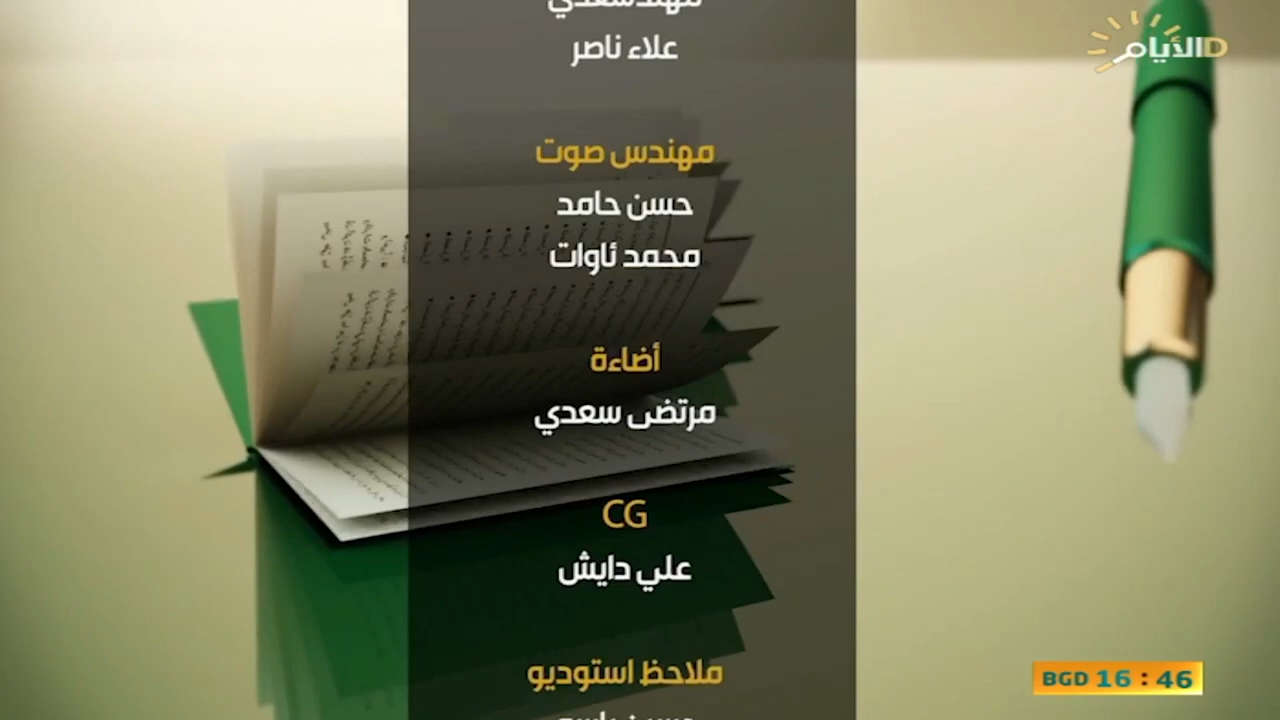 علاء ناصر
الأيام
مهندس صوت
حسن حامد
محمد ئاوات
أضاءة
مرتضى سعدي
CG
علي دايش
ملاحظ استوديو
BGD 16 : 46